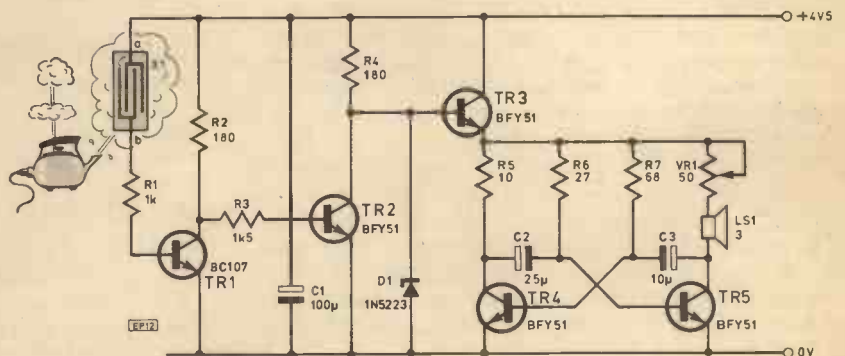 +4V5
a
b
R1
1k
R2
180
R3
1k5
BC107
TR1
EP12
C1
100µ
R4
180
TR2
BFY51
D1
1N5223
TR3
BFY51
R5
10
R6
27
R7
68
VR1
50
LS1
3
C2
25µ
C3
10µ
TR4
BFY51
TR5
BFY51
0V